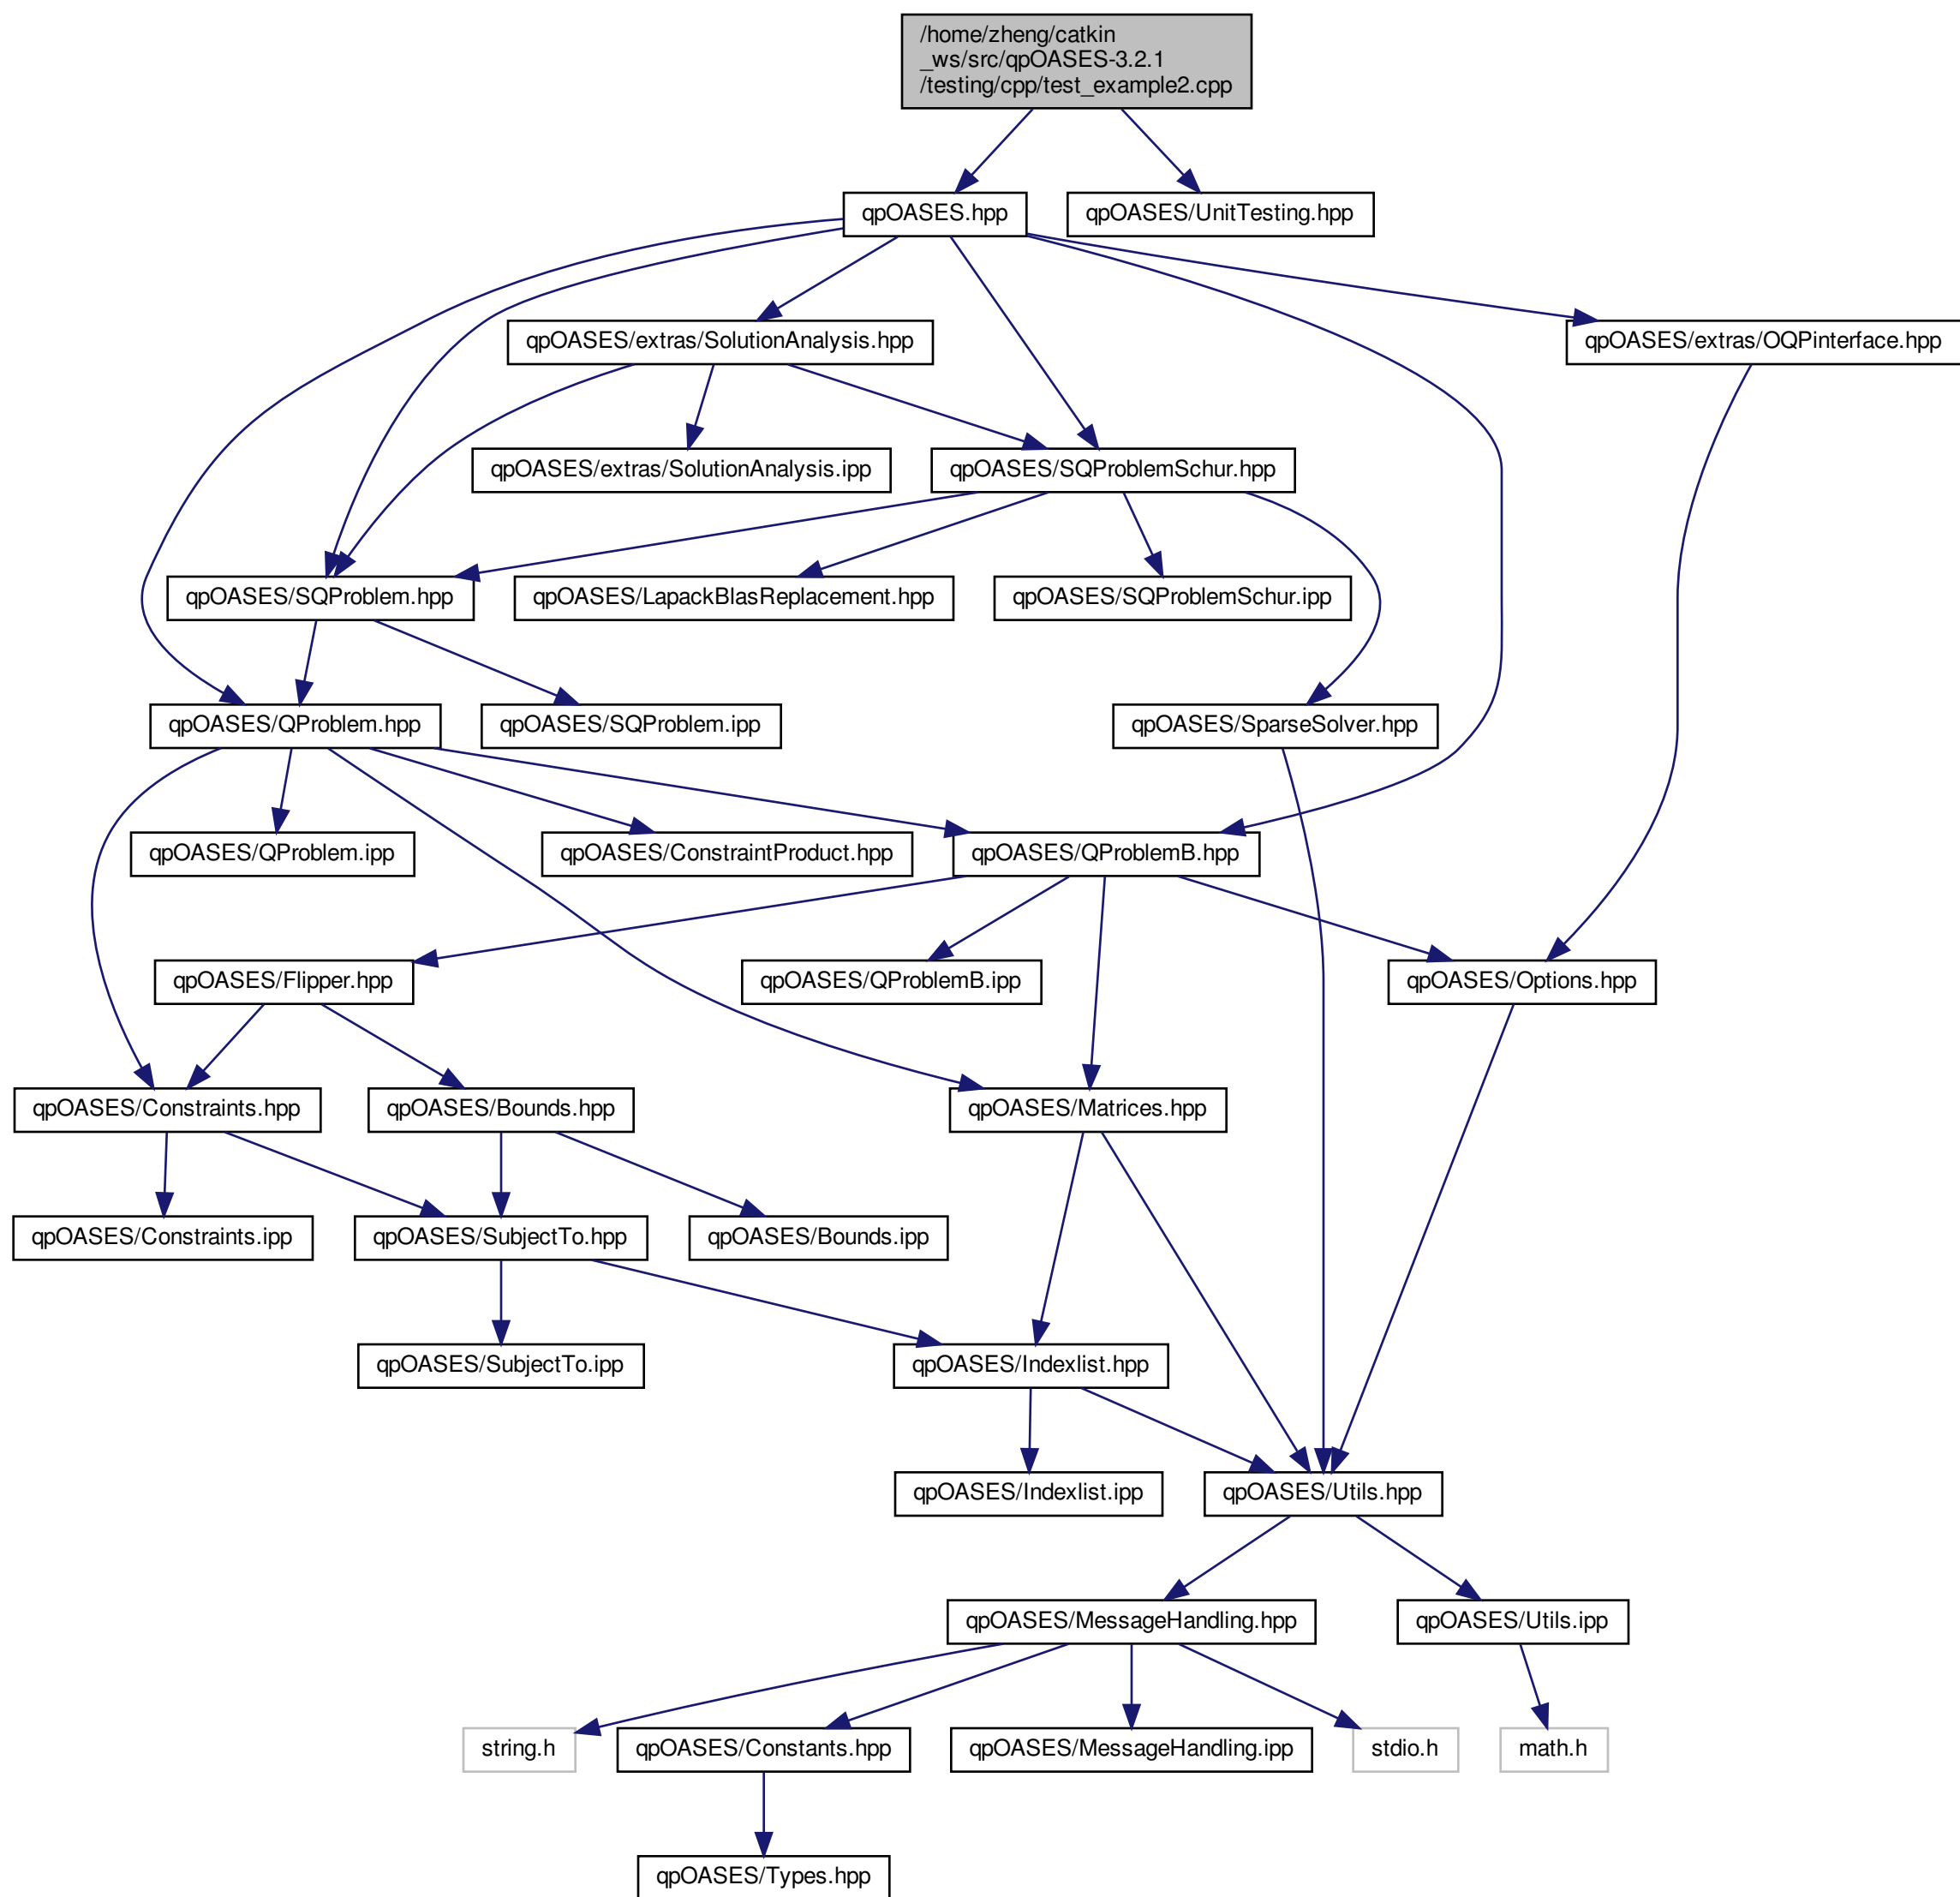 /home/zheng/catkin
_ws/src/qpOASES-3.2.1
/testing/cpp/test_example2.cpp
qpOASES.hpp
qpOASES/UnitTesting.hpp
qpOASES/extras/SolutionAnalysis.hpp
qpOASES/extras/OQPinterface.hpp
qpOASES/extras/SolutionAnalysis.ipp
qpOASES/SQProblemSchur.hpp
qpOASES/SQProblem.hpp
qpOASES/LapackBlasReplacement.hpp
qpOASES/SQProblemSchur.ipp
qpOASES/QProblem.hpp
qpOASES/SQProblem.ipp
qpOASES/SparseSolver.hpp
qpOASES/QProblem.ipp
qpOASES/ConstraintProduct.hpp
qpOASES/QProblemB.hpp
qpOASES/Flipper.hpp
qpOASES/QProblemB.ipp
qpOASES/Options.hpp
qpOASES/Constraints.hpp
qpOASES/Bounds.hpp
qpOASES/Matrices.hpp
qpOASES/Constraints.ipp
qpOASES/SubjectTo.hpp
qpOASES/Bounds.ipp
qpOASES/SubjectTo.ipp
qpOASES/Indexlist.hpp
qpOASES/Indexlist.ipp
qpOASES/Utils.hpp
qpOASES/MessageHandling.hpp
qpOASES/Utils.ipp
string.h
qpOASES/Constants.hpp
qpOASES/MessageHandling.ipp
stdio.h
math.h
qpOASES/Types.hpp